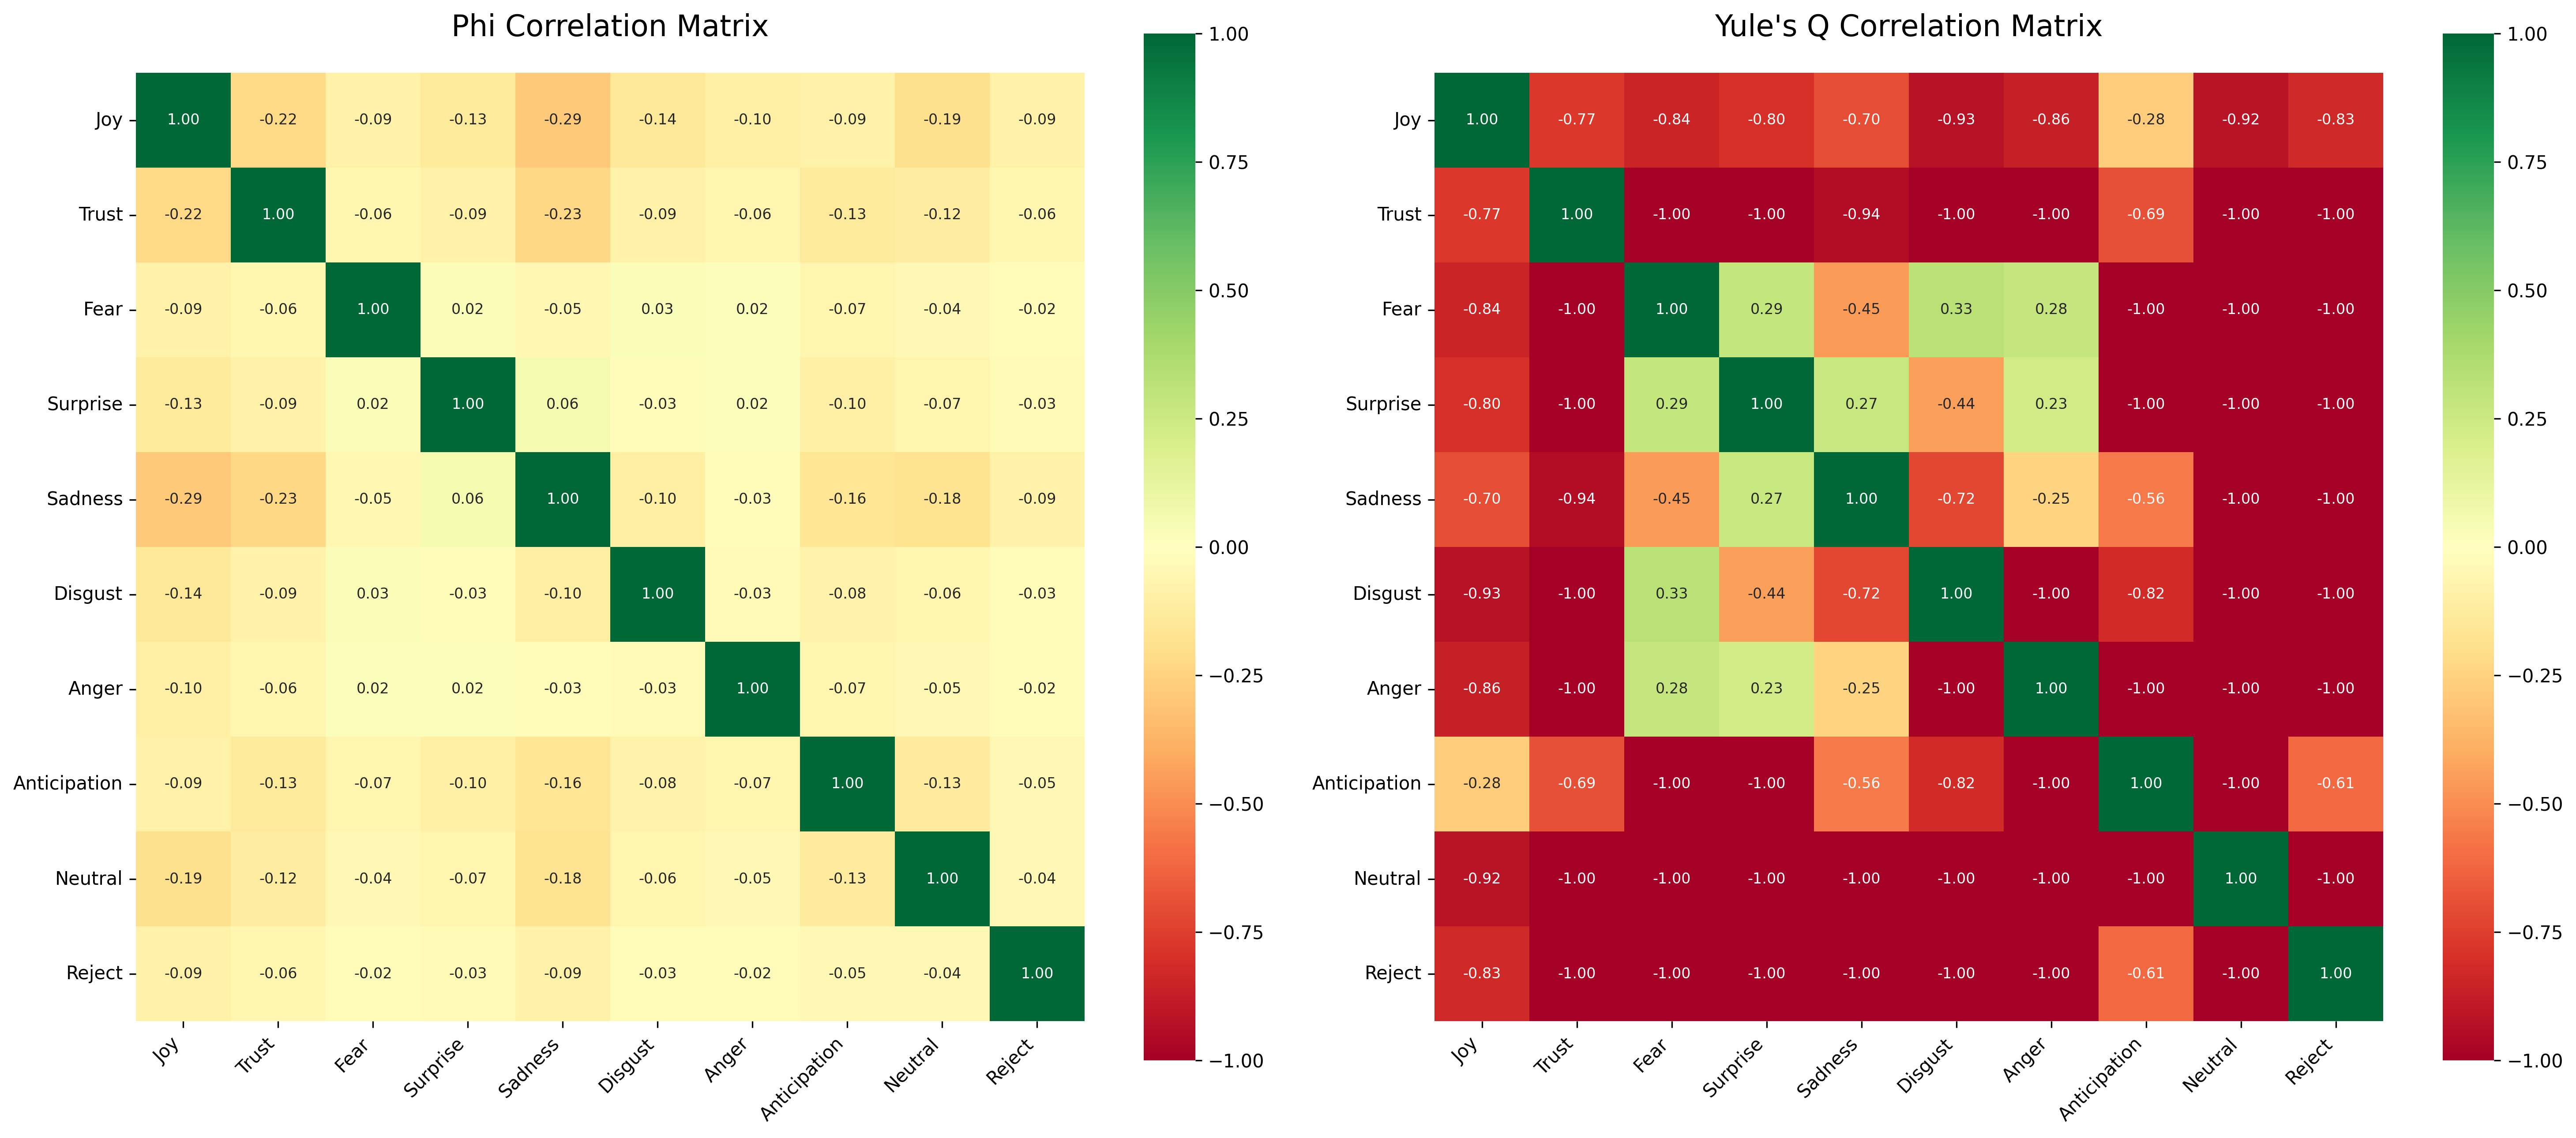 Phi Correlation Matrix
Joy 1.00 -0.22 -0.09 -0.13 -0.29 -0.14 -0.10 -0.09 -0.19 -0.09
Trust -0.22 1.00 -0.06 -0.09 -0.23 -0.09 -0.06 -0.13 -0.12 -0.06
Fear -0.09 -0.06 1.00 0.02 -0.05 0.03 0.02 -0.07 -0.04 -0.02
Surprise -0.13 -0.09 0.02 1.00 0.06 -0.03 0.02 -0.10 -0.07 -0.03
Sadness -0.29 -0.23 -0.05 0.06 1.00 -0.10 -0.03 -0.16 -0.18 -0.09
Disgust -0.14 -0.09 0.03 -0.03 -0.10 1.00 -0.03 -0.08 -0.06 -0.03
Anger -0.10 -0.06 0.02 0.02 -0.03 -0.03 1.00 -0.07 -0.05 -0.02
Anticipation -0.09 -0.13 -0.07 -0.10 -0.16 -0.08 -0.07 1.00 -0.13 -0.05
Neutral -0.19 -0.12 -0.04 -0.07 -0.18 -0.06 -0.05 -0.13 1.00 -0.04
Reject -0.09 -0.06 -0.02 -0.03 -0.09 -0.03 -0.02 -0.05 -0.04 1.00
Joy Trust Fear Surprise Sadness Disgust Anger Anticipation Neutral Reject
1.00
0.75
0.50
0.25
0.00
−0.25
−0.50
−0.75
−1.00
Yule's Q Correlation Matrix
Joy 1.00 -0.77 -0.84 -0.80 -0.70 -0.93 -0.86 -0.28 -0.92 -0.83
Trust -0.77 1.00 -1.00 -1.00 -0.94 -1.00 -1.00 -0.69 -1.00 -1.00
Fear -0.84 -1.00 1.00 0.29 -0.45 0.33 0.28 -1.00 -1.00 -1.00
Surprise -0.80 -1.00 0.29 1.00 0.27 -0.44 0.23 -1.00 -1.00 -1.00
Sadness -0.70 -0.94 -0.45 0.27 1.00 -0.72 -0.25 -0.56 -1.00 -1.00
Disgust -0.93 -1.00 0.33 -0.44 -0.72 1.00 -1.00 -0.82 -1.00 -1.00
Anger -0.86 -1.00 0.28 0.23 -0.25 -1.00 1.00 -1.00 -1.00 -1.00
Anticipation -0.28 -0.69 -1.00 -1.00 -0.56 -0.82 -1.00 1.00 -1.00 -0.61
Neutral -0.92 -1.00 -1.00 -1.00 -1.00 -1.00 -1.00 -1.00 1.00 -1.00
Reject -0.83 -1.00 -1.00 -1.00 -1.00 -1.00 -1.00 -0.61 -1.00 1.00
Joy Trust Fear Surprise Sadness Disgust Anger Anticipation Neutral Reject
1.00
0.75
0.50
0.25
0.00
−0.25
−0.50
−0.75
−1.00